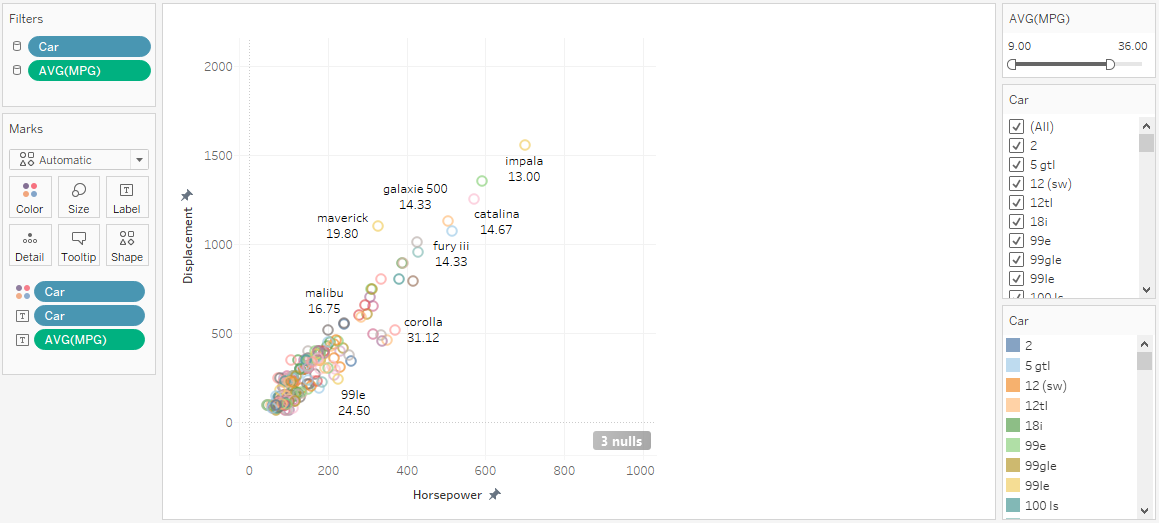 Filters
Car
AVG(MPG)
Marks
Automatic
Color
Size
Label
Detail
Tooltip
Shape
Car
Car
AVG(MPG)
Displacement
2000
1500
1000
500
0
impala
13.00
galaxie 500
14.33
catalina
14.67
maverick
19.80
fury iii
14.33
malibu
16.75
corolla
31.12
99le
24.50
3 nulls
0
200
400
600
800
1000
Horsepower
AVG(MPG)
9.00
36.00
Car
(All)
2
5 gtl
12 (sw)
12tl
18i
99e
99gle
99le
100 ls
Car
2
5 gtl
12 (sw)
12tl
18i
99e
99gle
99le
100 ls